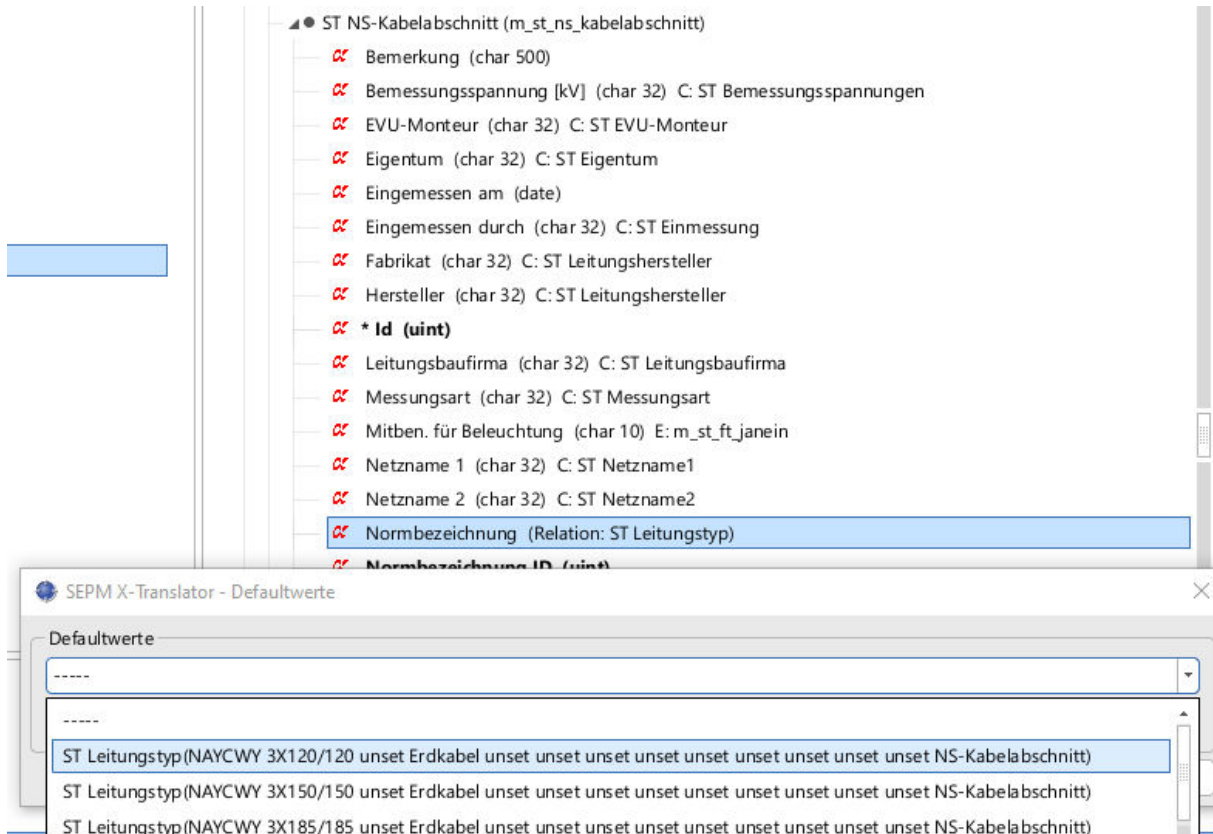 ST NS-Kabelabschnitt (m_st_ns_kabelabschnitt)
Bemerkung (char 500)
Bemessungsspannung [kV] (char 32) C: ST Bemessungsspannungen
EVU-Monteur (char 32) C: ST EVU-Monteur
Eigentum (char 32) C: ST Eigentum
Eingemessen am (date)
Eingemessen durch (char 32) C: ST Einmessung
Fabrikat (char 32) C: ST Leitungshersteller
Hersteller (char 32) C: ST Leitungshersteller
* Id (uint)
Leitungsbaufirma (char 32) C: ST Leitungsbaufirma
Messungsart (char 32) C: ST Messungsart
Mitben. für Beleuchtung (char 10) E: m_st_ft_janein
Netzname 1 (char 32) C: ST Netzname1
Netzname 2 (char 32) C: ST Netzname2
Normbezeichnung (Relation: ST Leitungstyp)
Normbezeichnung ID (uint)
SEPM X-Translator - Defaultwerte
Defaultwerte
-----
-----
ST Leitungstyp(NAYCWY 3X120/120 unset Erdkabel unset unset unset unset unset unset unset unset unset NS-Kabelabschnitt)
ST Leitungstyp(NAYCWY 3X150/150 unset Erdkabel unset unset unset unset unset unset unset unset unset NS-Kabelabschnitt)
ST Leitungstyp(NAYCWY 3X185/185 unset Erdkabel unset unset unset unset unset unset unset unset unset NS-Kabelabschnitt)